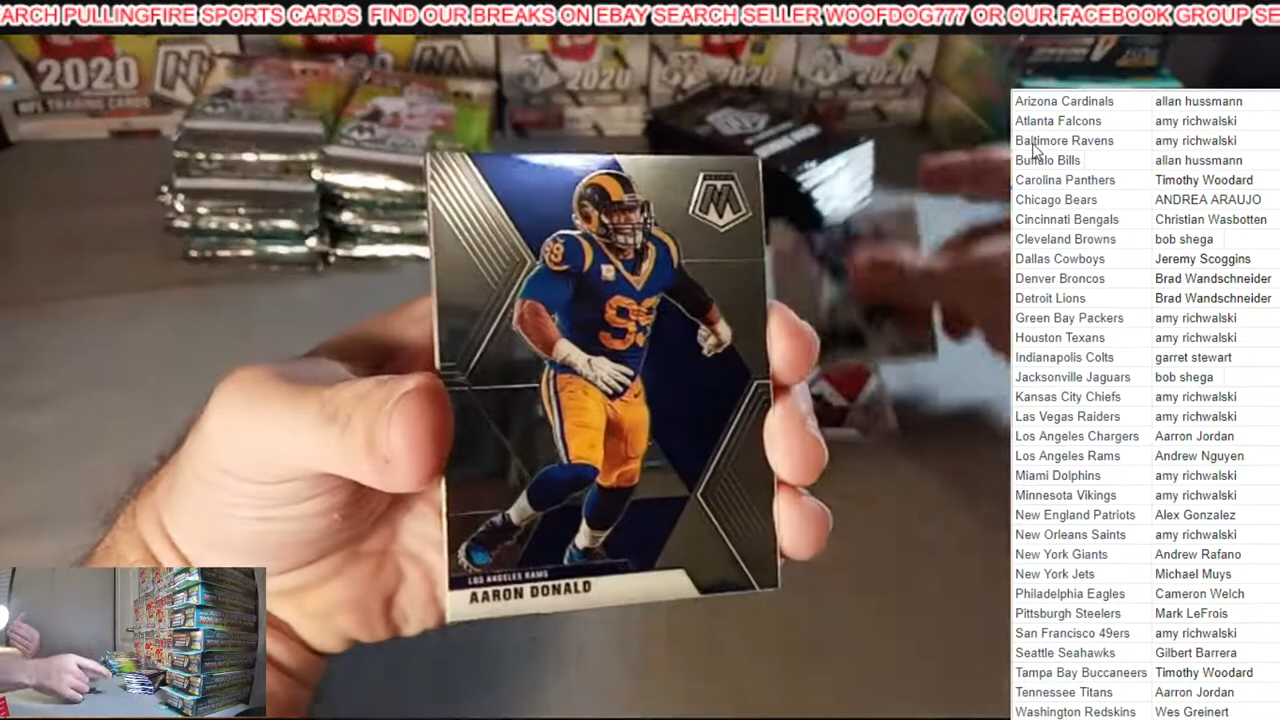 ARCH PULLINGFIRE SPORTS CARDS FIND OUR BREAKS ON EBAY SEARCH SELLER WOOFDOG777 OR OUR FACEBOOK GROUP SE
2020
NFL TRADING CARDS
2020
2020
2020
M
LOS ANGELES RAMS
AARON DONALD
99
99
Arizona Cardinals allan hussmann
Atlanta Falcons amy richwalski
Baltimore Ravens amy richwalski
Buffalo Bills allan hussmann
Carolina Panthers Timothy Woodard
Chicago Bears ANDREA ARAUJO
Cincinnati Bengals Christian Wasbotten
Cleveland Browns bob shega
Dallas Cowboys Jeremy Scoggins
Denver Broncos Brad Wandschneider
Detroit Lions Brad Wandschneider
Green Bay Packers amy richwalski
Houston Texans amy richwalski
Indianapolis Colts garret stewart
Jacksonville Jaguars bob shega
Kansas City Chiefs amy richwalski
Las Vegas Raiders amy richwalski
Los Angeles Chargers Aarron Jordan
Los Angeles Rams Andrew Nguyen
Miami Dolphins amy richwalski
Minnesota Vikings amy richwalski
New England Patriots Alex Gonzalez
New Orleans Saints amy richwalski
New York Giants Andrew Rafano
New York Jets Michael Muys
Philadelphia Eagles Cameron Welch
Pittsburgh Steelers Mark LeFrois
San Francisco 49ers amy richwalski
Seattle Seahawks Gilbert Barrera
Tampa Bay Buccaneers Timothy Woodard
Tennessee Titans Aarron Jordan
Washington Redskins Wes Greinert